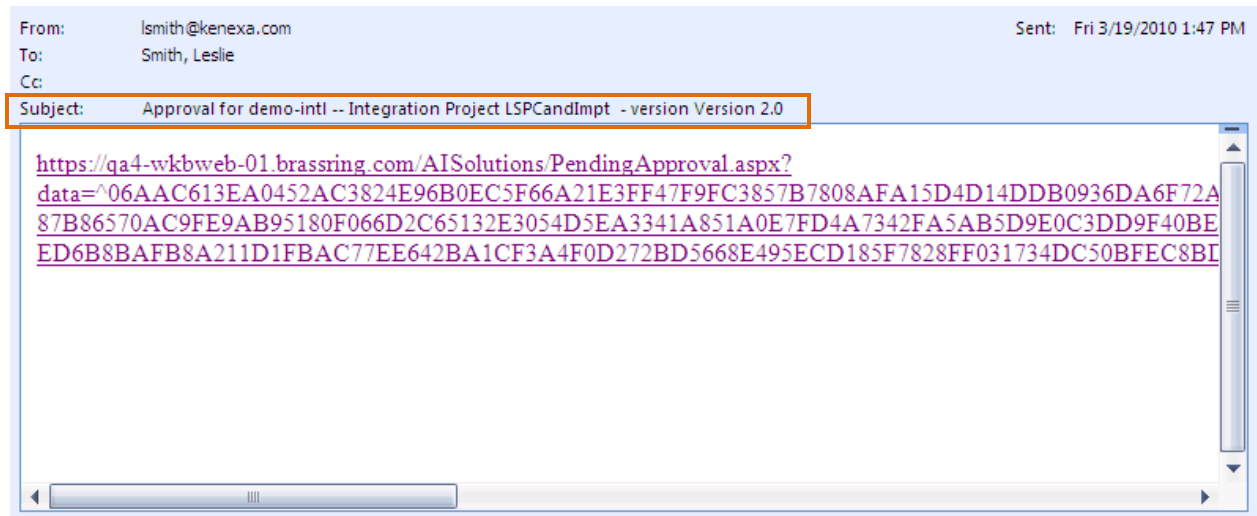 From: lsmith@kenexa.com Sent: Fri 3/19/2010 1:47 PM
To: Smith, Leslie
Cc:
Subject: Approval for demo-intl -- Integration Project LSPCandImpt - version Version 2.0
https://qa4-wkbweb-01.brassring.com/AISolutions/PendingApproval.aspx?
data=^06AAC613EA0452AC3824E96B0EC5F66A21E3FF47F9FC3857B7808AFA15D4D14DDB0936DA6F72A
87B86570AC9FE9AB95180F066D2C65132E3054D5EA3341A851A0E7FD4A7342FA5AB5D9E0C3DD9F40BE
ED6B8BAFB8A211D1FBAC77EE642BA1CF3A4F0D272BD5668E495ECD185F7828FF031734DC50BFEC8BD